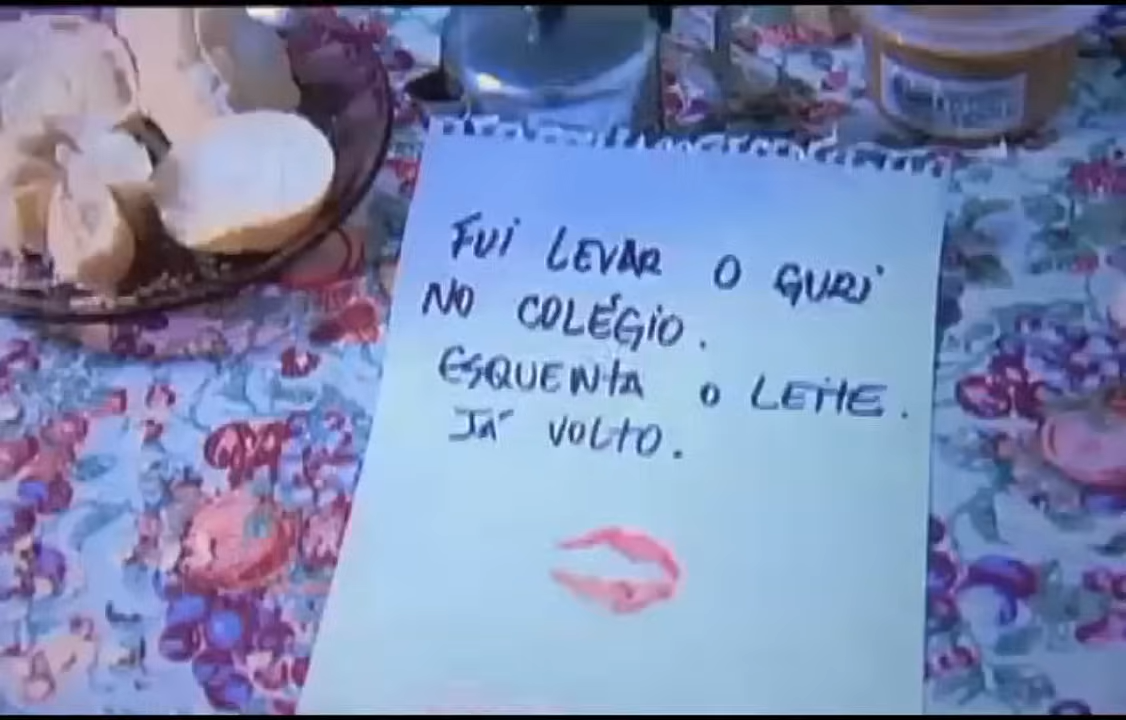 FUI LEVAR O GURI
NO COLÉGIO.
ESQUENTA O LEITE.
JÁ VOLTO.